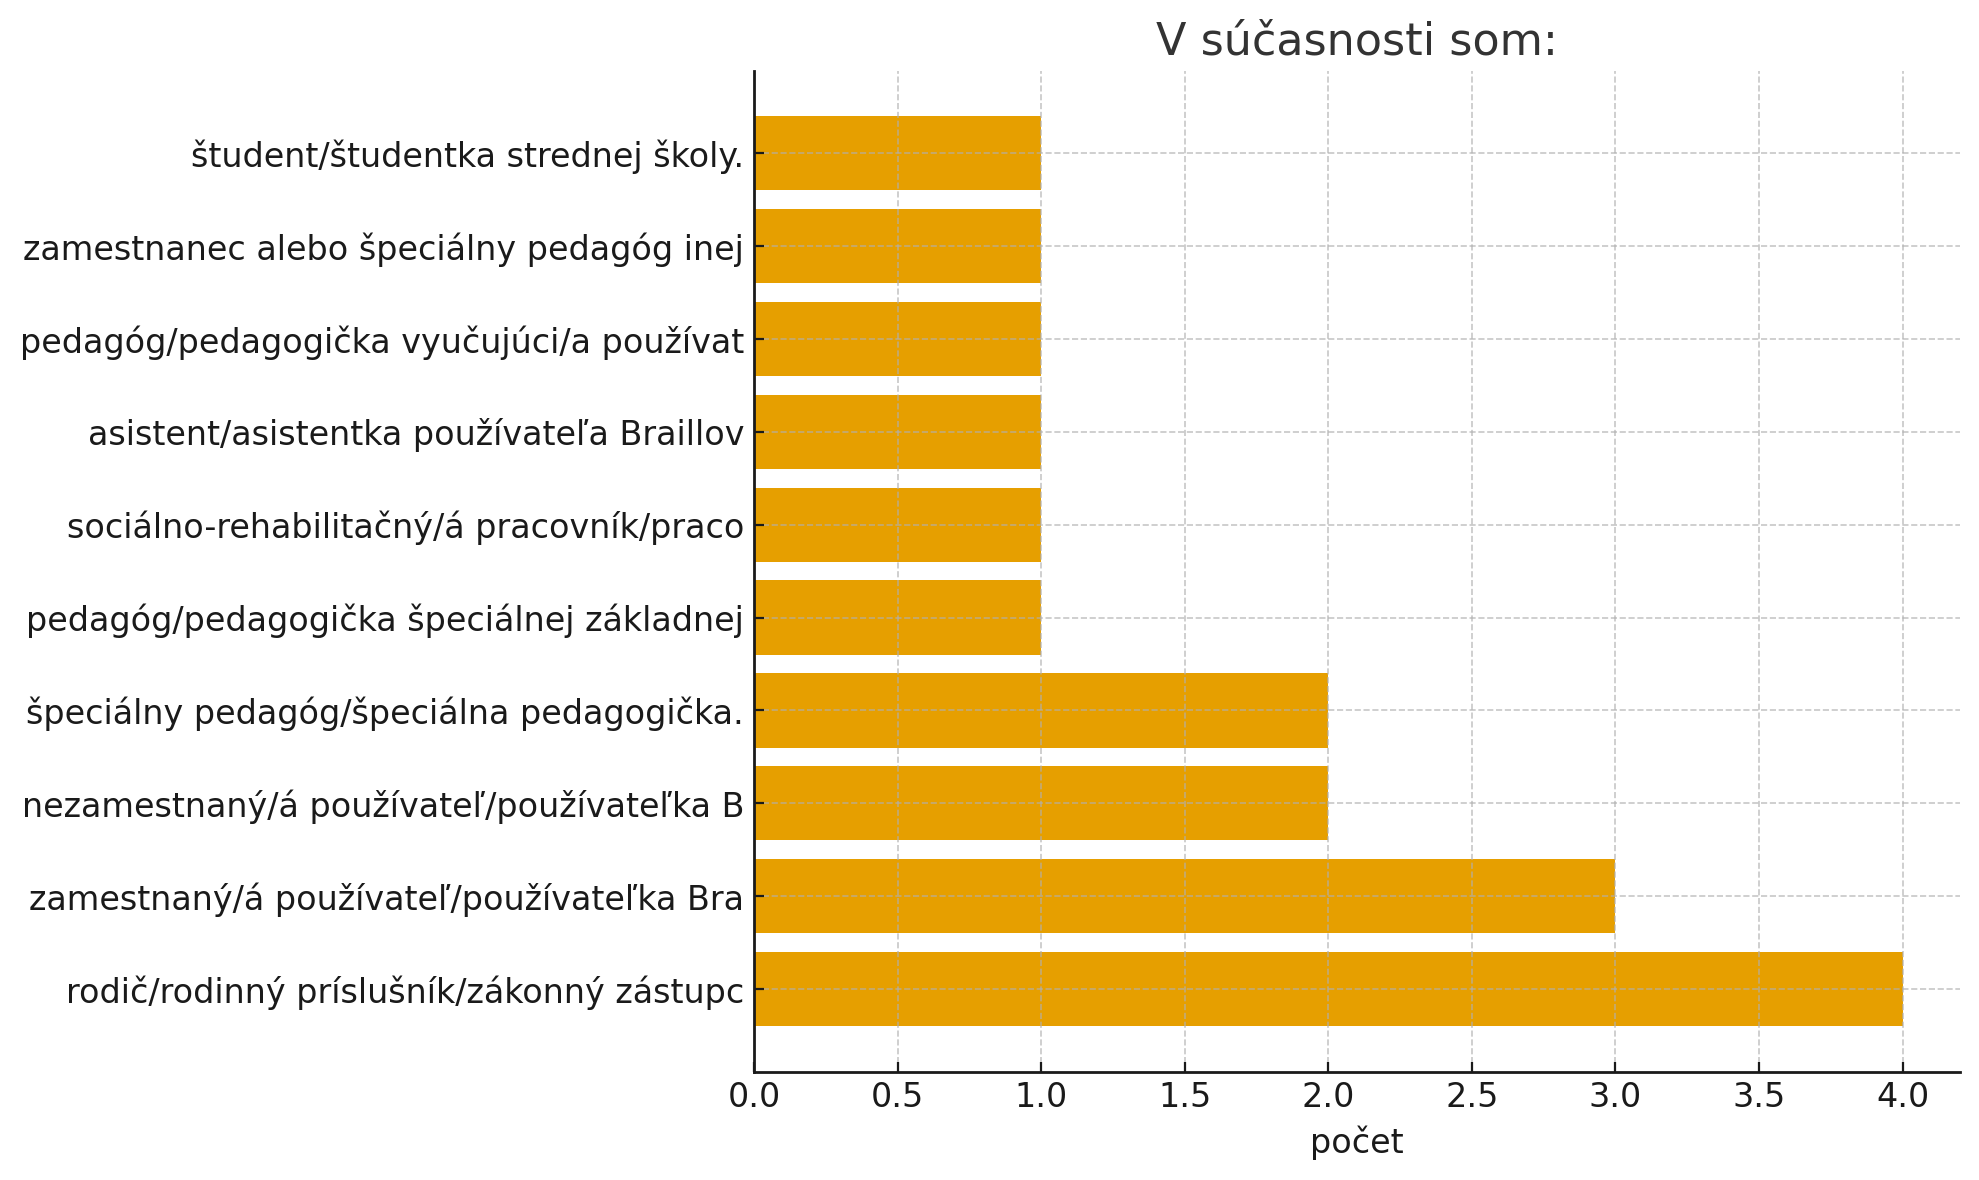 V súčasnosti som:
študent/študentka strednej školy.
zamestnanec alebo špeciálny pedagóg inej
pedagóg/pedagogička vyučujúci/a používat
asistent/asistentka používateľa Braillov
sociálno-rehabilitačný/á pracovník/praco
pedagóg/pedagogička špeciálnej základnej
špeciálny pedagóg/špeciálna pedagogička.
nezamestnaný/á používateľ/používateľka B
zamestnaný/á používateľ/používateľka Bra
rodič/rodinný príslušník/zákonný zástupc
0.0 0.5 1.0 1.5 2.0 2.5 3.0 3.5 4.0
počet